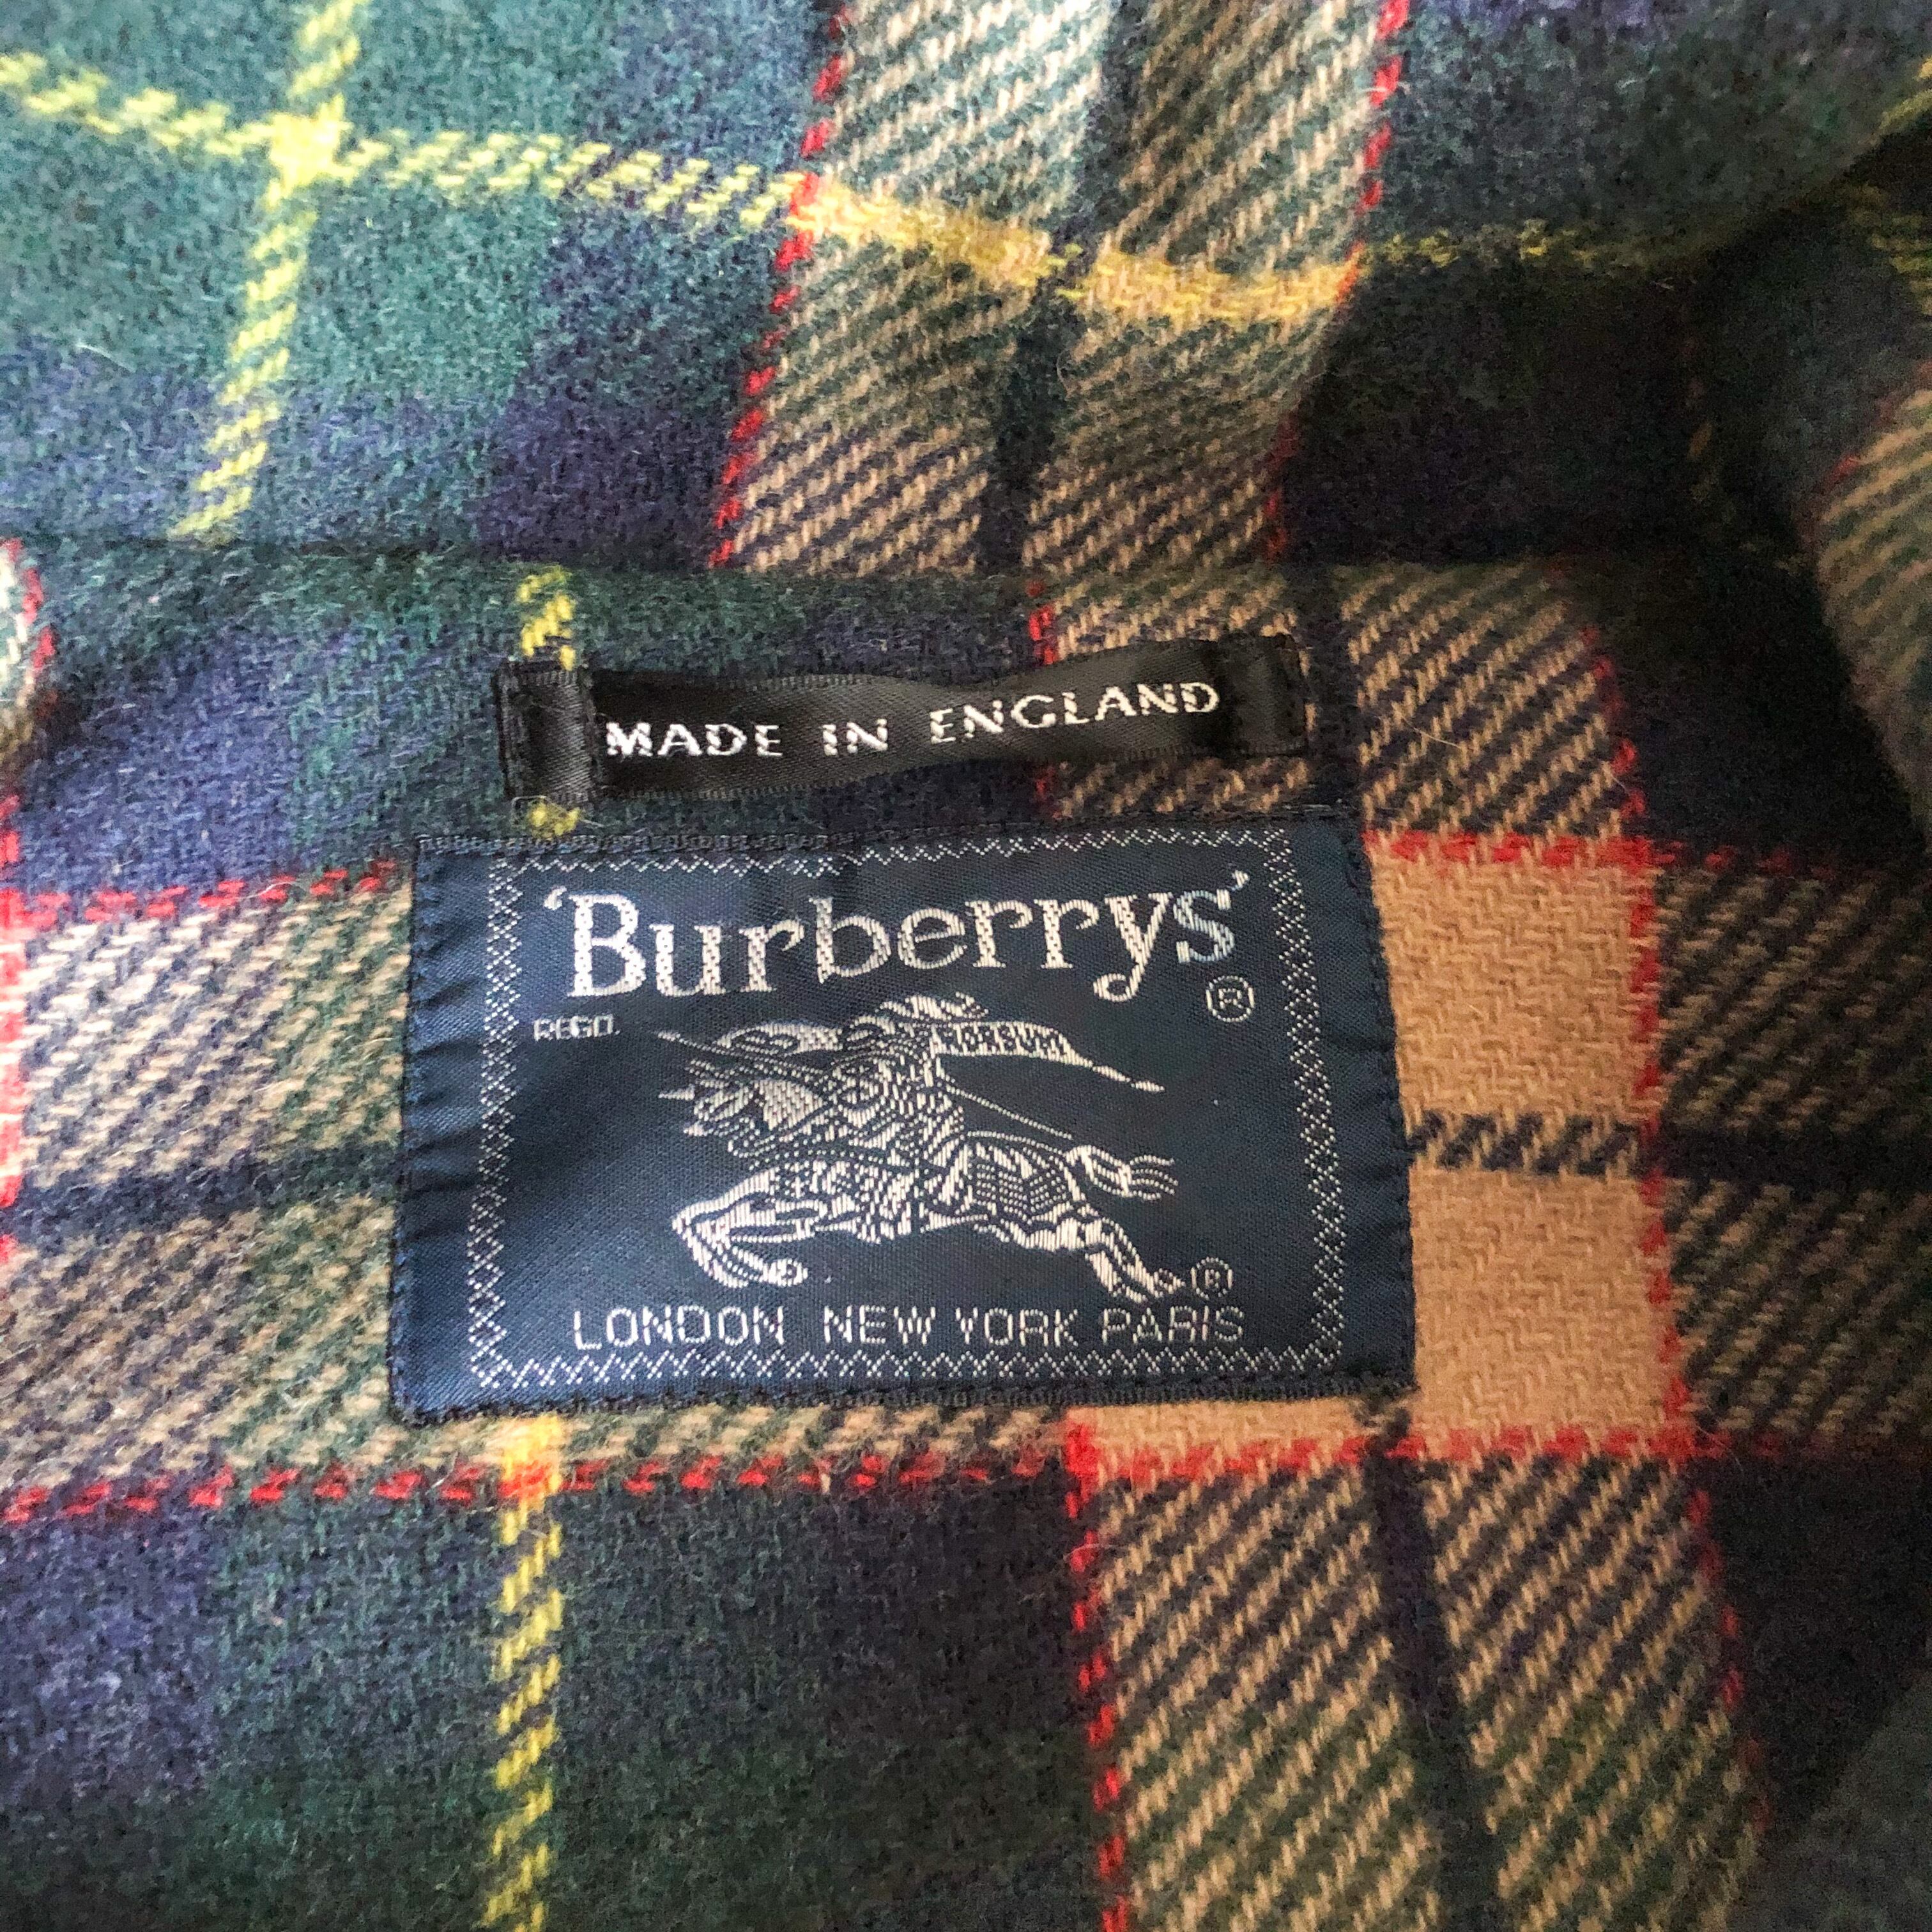 MADE IN ENGLAND
'Burberrys' ®
REGD.
®
LONDON NEW YORK PARIS